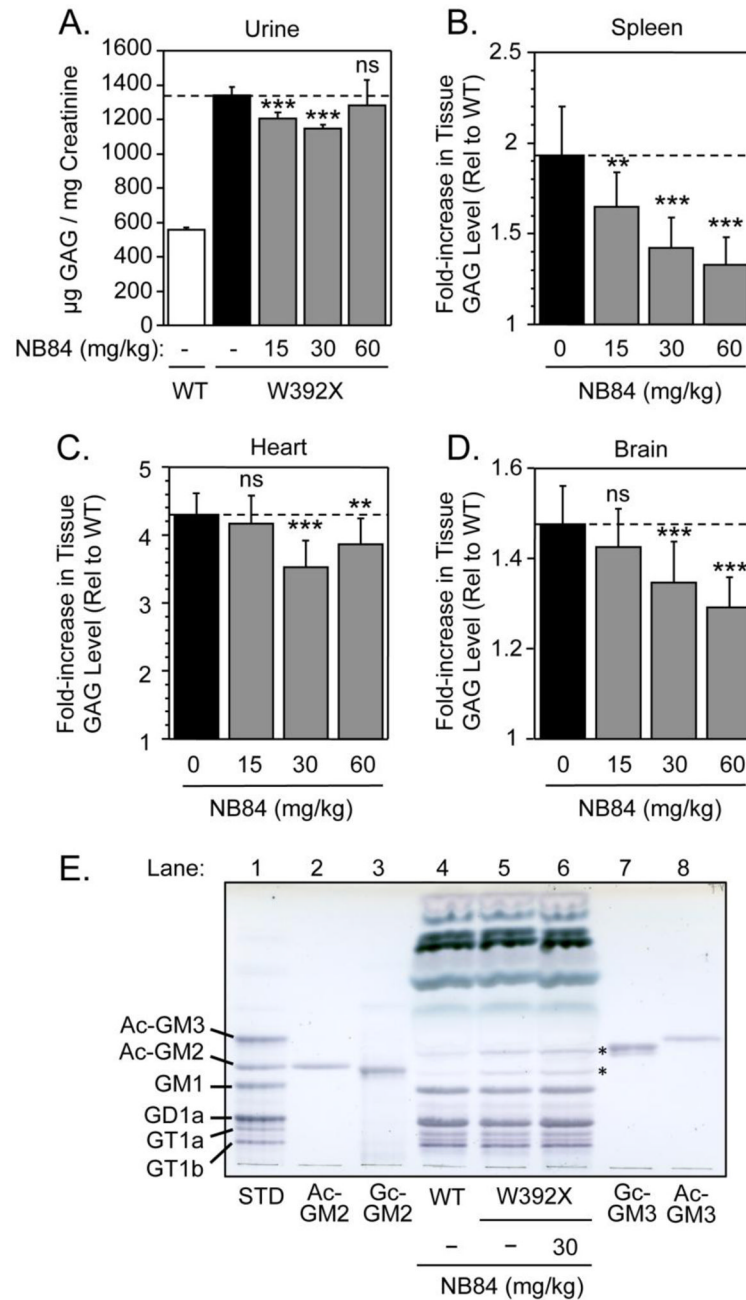 A.
Urine
µg GAG / mg Creatinine
1600
1400
1200
1000
800
600
400
200
0
***
***
ns
NB84 (mg/kg):
- - 15 30 60
WT W392X
B.
Spleen
Fold-increase in Tissue
GAG Level (Rel to WT)
2.5
2
1.5
1
**
***
***
0 15 30 60
NB84 (mg/kg)
C.
Heart
Fold-increase in Tissue
GAG Level (Rel to WT)
5
4
3
2
1
ns
***
**
0 15 30 60
NB84 (mg/kg)
D.
Brain
Fold-increase in Tissue
GAG Level (Rel to WT)
1.6
1.4
1.2
1
ns
***
***
0 15 30 60
NB84 (mg/kg)
E.
Lane: 1 2 3 4 5 6 7 8
Ac-GM3
Ac-GM2
GM1
GD1a
GT1a
GT1b
*
*
STD
Ac-
GM2
Gc-
GM2
WT
W392X
Gc-
GM3
Ac-
GM3
– – 30
NB84 (mg/kg)